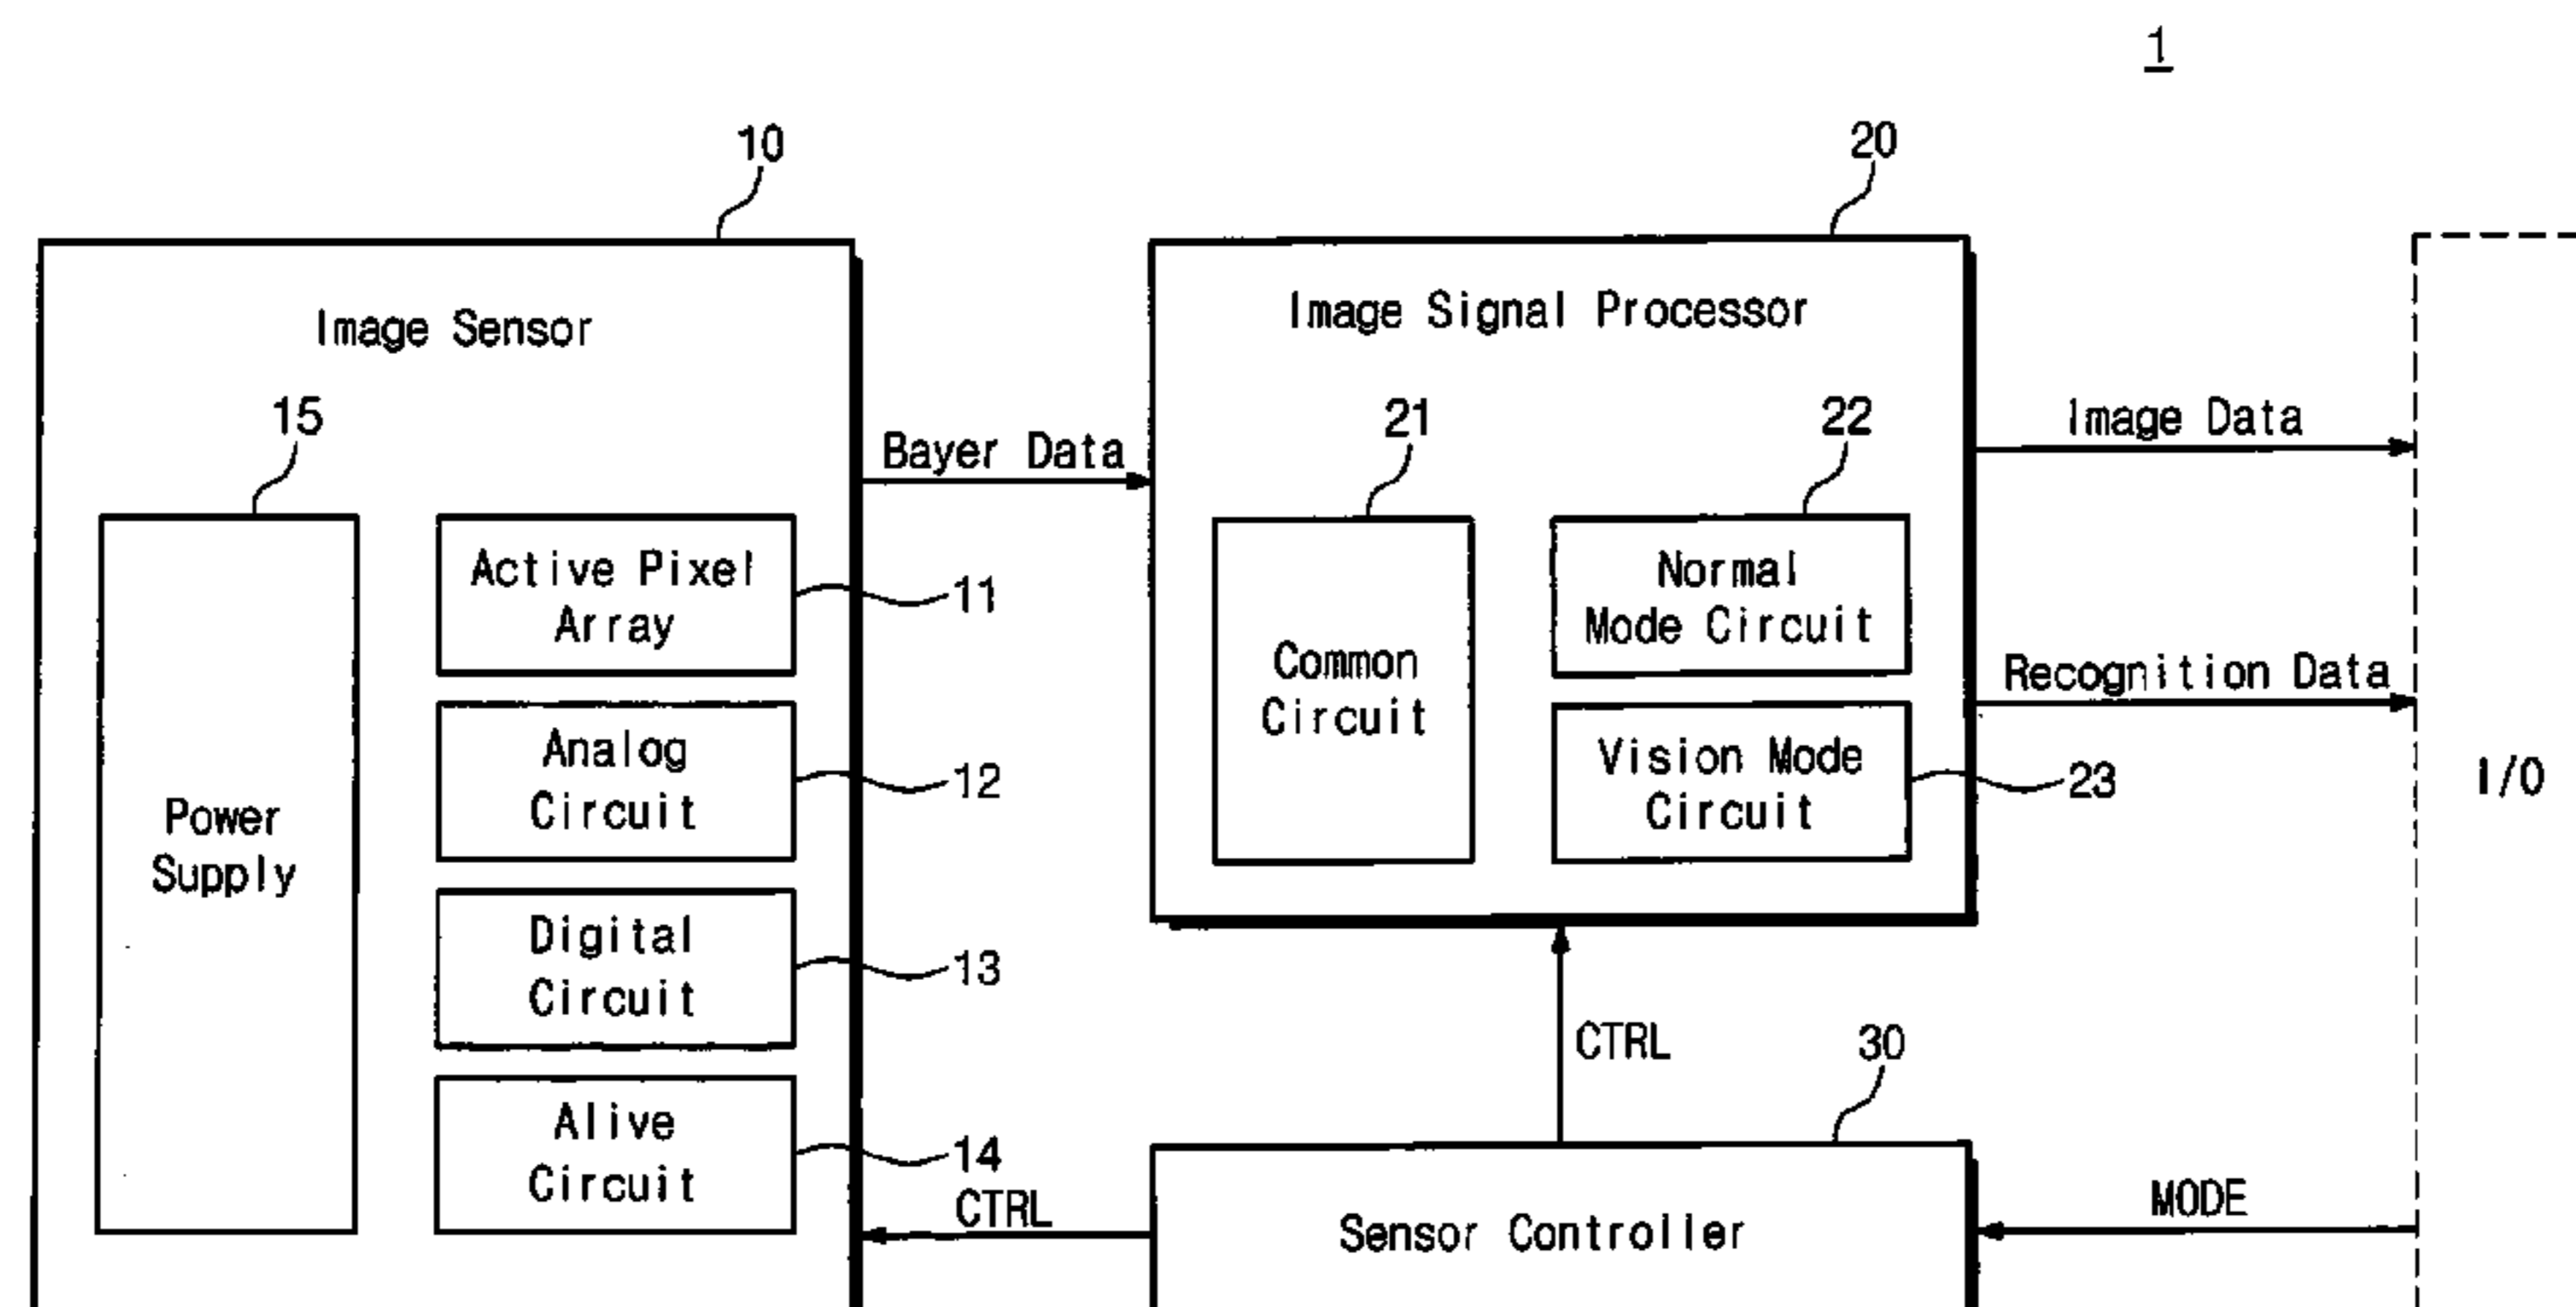 1
10
Image Sensor
15
Power
Supply
Active Pixel
Array
11
Analog
Circuit
12
Digital
Circuit
13
Alive
Circuit
14
Bayer Data
20
Image Signal Processor
21
Common
Circuit
22
Normal
Mode Circuit
Vision Mode
Circuit
23
Image Data
Recognition Data
I/O
CTRL
30
CTRL
Sensor Controller
MODE